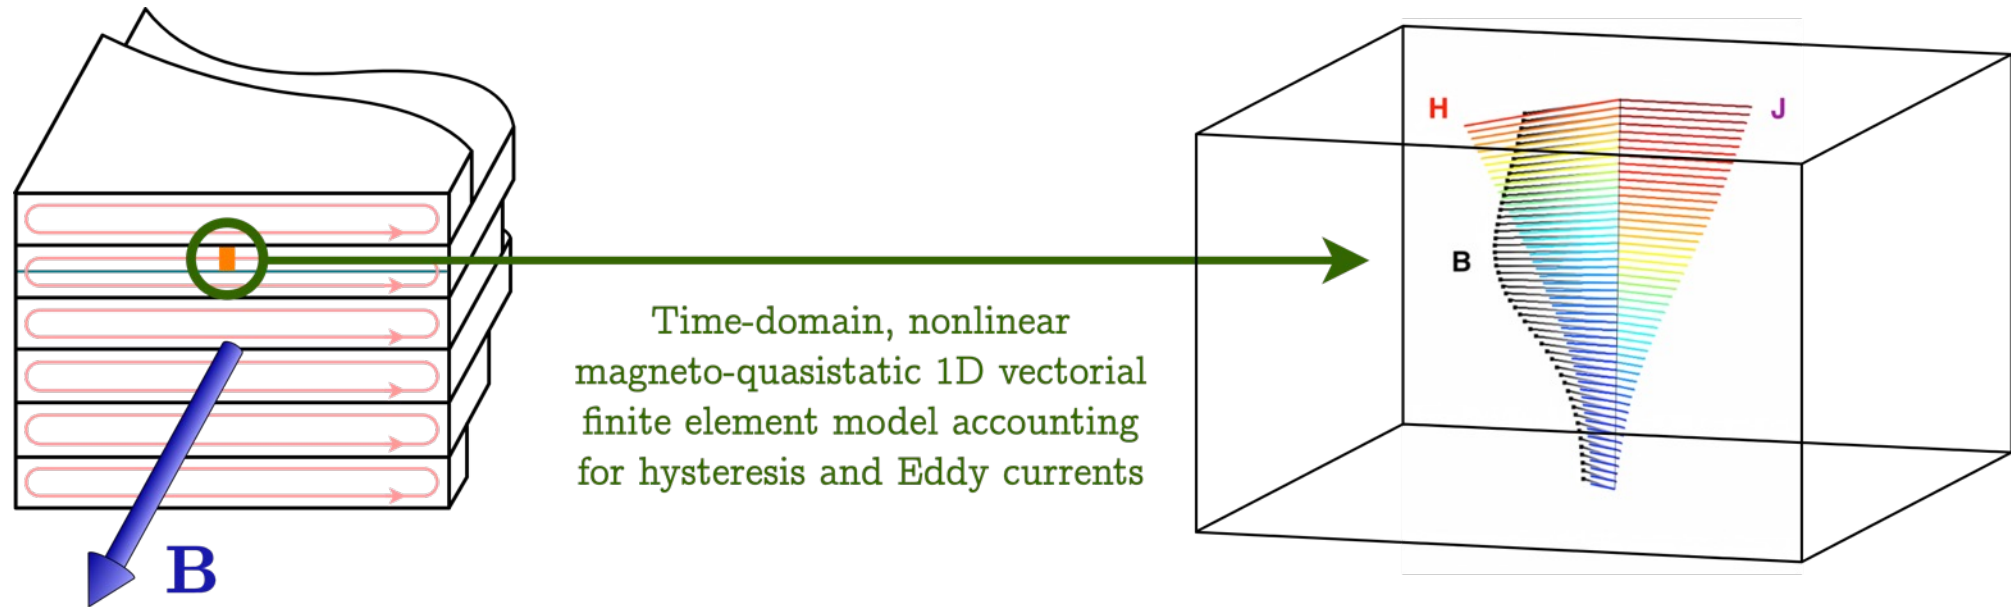 H
J
B
Time-domain, nonlinear
magneto-quasistatic 1D vectorial
finite element model accounting
for hysteresis and Eddy currents
B